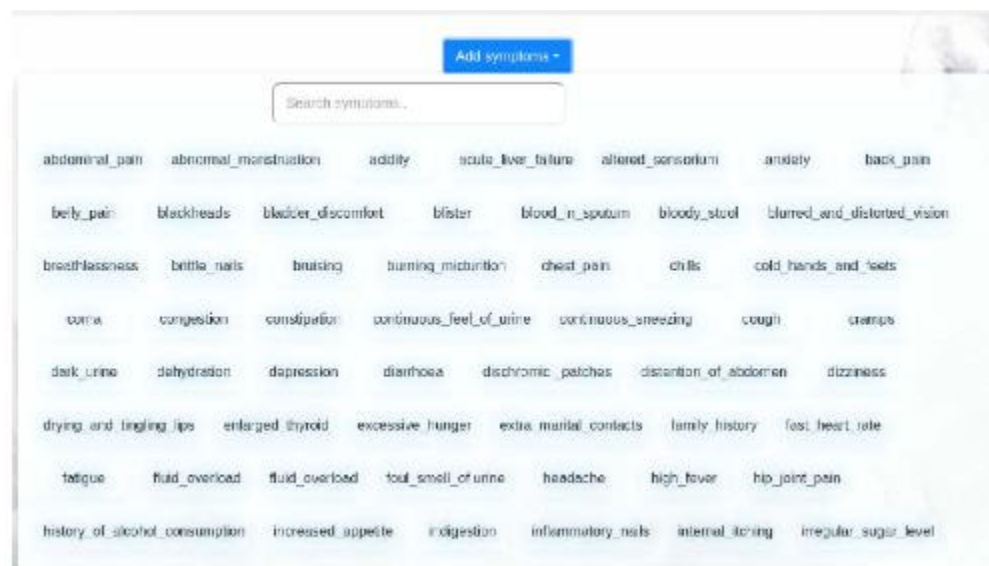 Add symptoms
Search symptoms..
abdominal_pain abnormal_menstruation acidity acute_liver_failure altered_sensorium anxiety back_pain
belly_pain blackheads bladder_discomfort blister blood_in_sputum bloody_stool blurred_and_distorted_vision
breathlessness brittle_nails bruising burning_micturition chest_pain chills cold_hands_and_feets
coma congestion constipation continuous_feel_of_urine continuous_sneezing cough cramps
dark_urine dehydration depression diarrhoea dischromic_patches distention_of_abdomen dizziness
drying_and_tingling_lips enlarged_thyroid excessive_hunger extra_marital_contacts family_history fast_heart_rate
fatigue fluid_overload fluid_overload foul_smell_of urine headache high_fever hip_joint_pain
history_of_alcohol_consumption increased_appetite indigestion inflammatory_nails internal_itching irregular_sugar_level